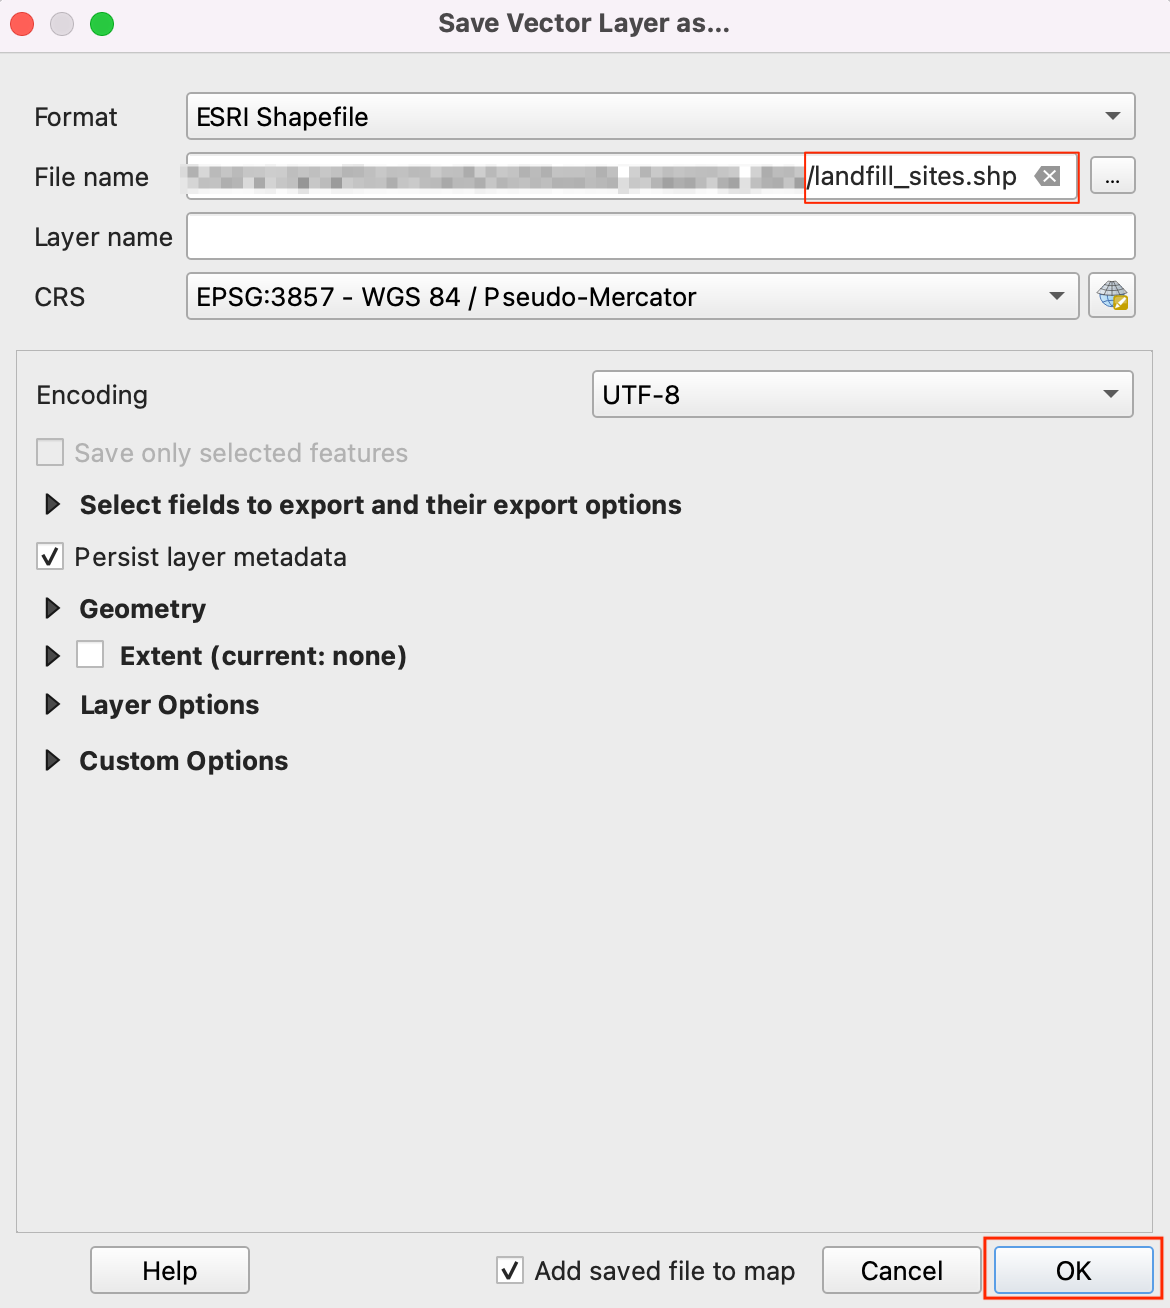 Save Vector Layer as...
Format ESRI Shapefile
File name /landfill_sites.shp ...
Layer name
CRS EPSG:3857 - WGS 84 / Pseudo-Mercator
Encoding UTF-8
Save only selected features
Select fields to export and their export options
Persist layer metadata
Geometry
Extent (current: none)
Layer Options
Custom Options
Help Add saved file to map Cancel OK